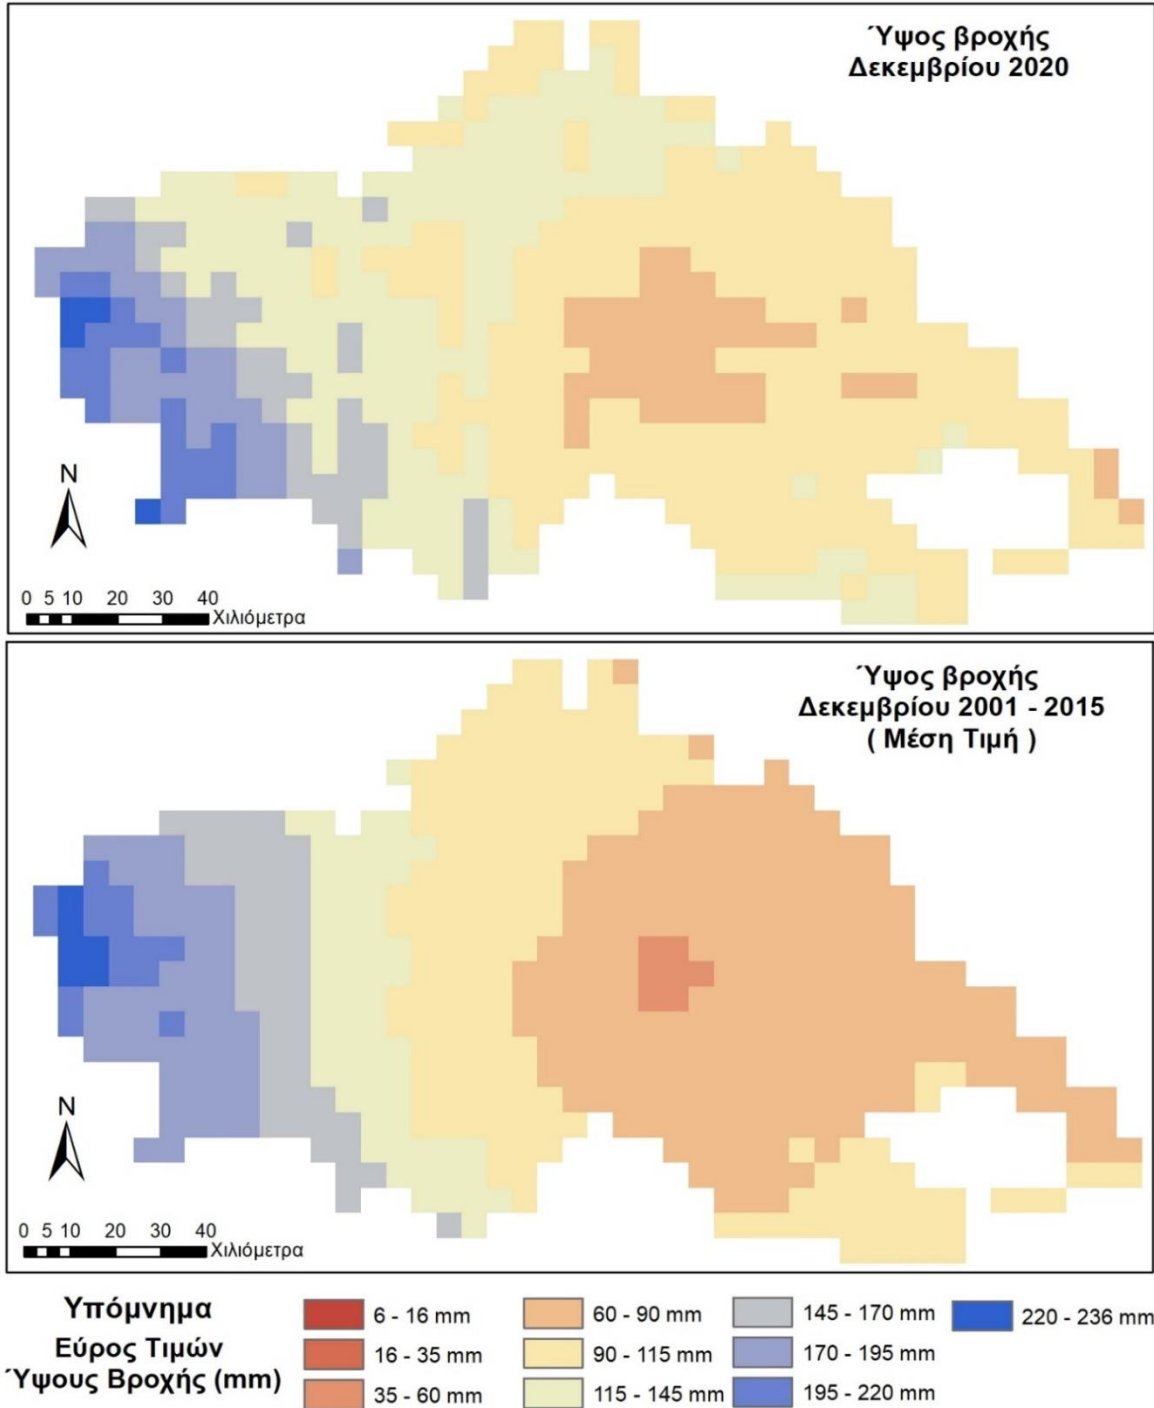 Ύψος βροχής
Δεκεμβρίου 2020
N
0 5 10 20 30 40
Χιλιόμετρα
Ύψος βροχής
Δεκεμβρίου 2001 - 2015
( Μέση Τιμή )
N
0 5 10 20 30 40
Χιλιόμετρα
Υπόμνημα
Εύρος Τιμών
Ύψους Βροχής (mm)
6 - 16 mm
16 - 35 mm
35 - 60 mm
60 - 90 mm
90 - 115 mm
115 - 145 mm
145 - 170 mm
170 - 195 mm
195 - 220 mm
220 - 236 mm